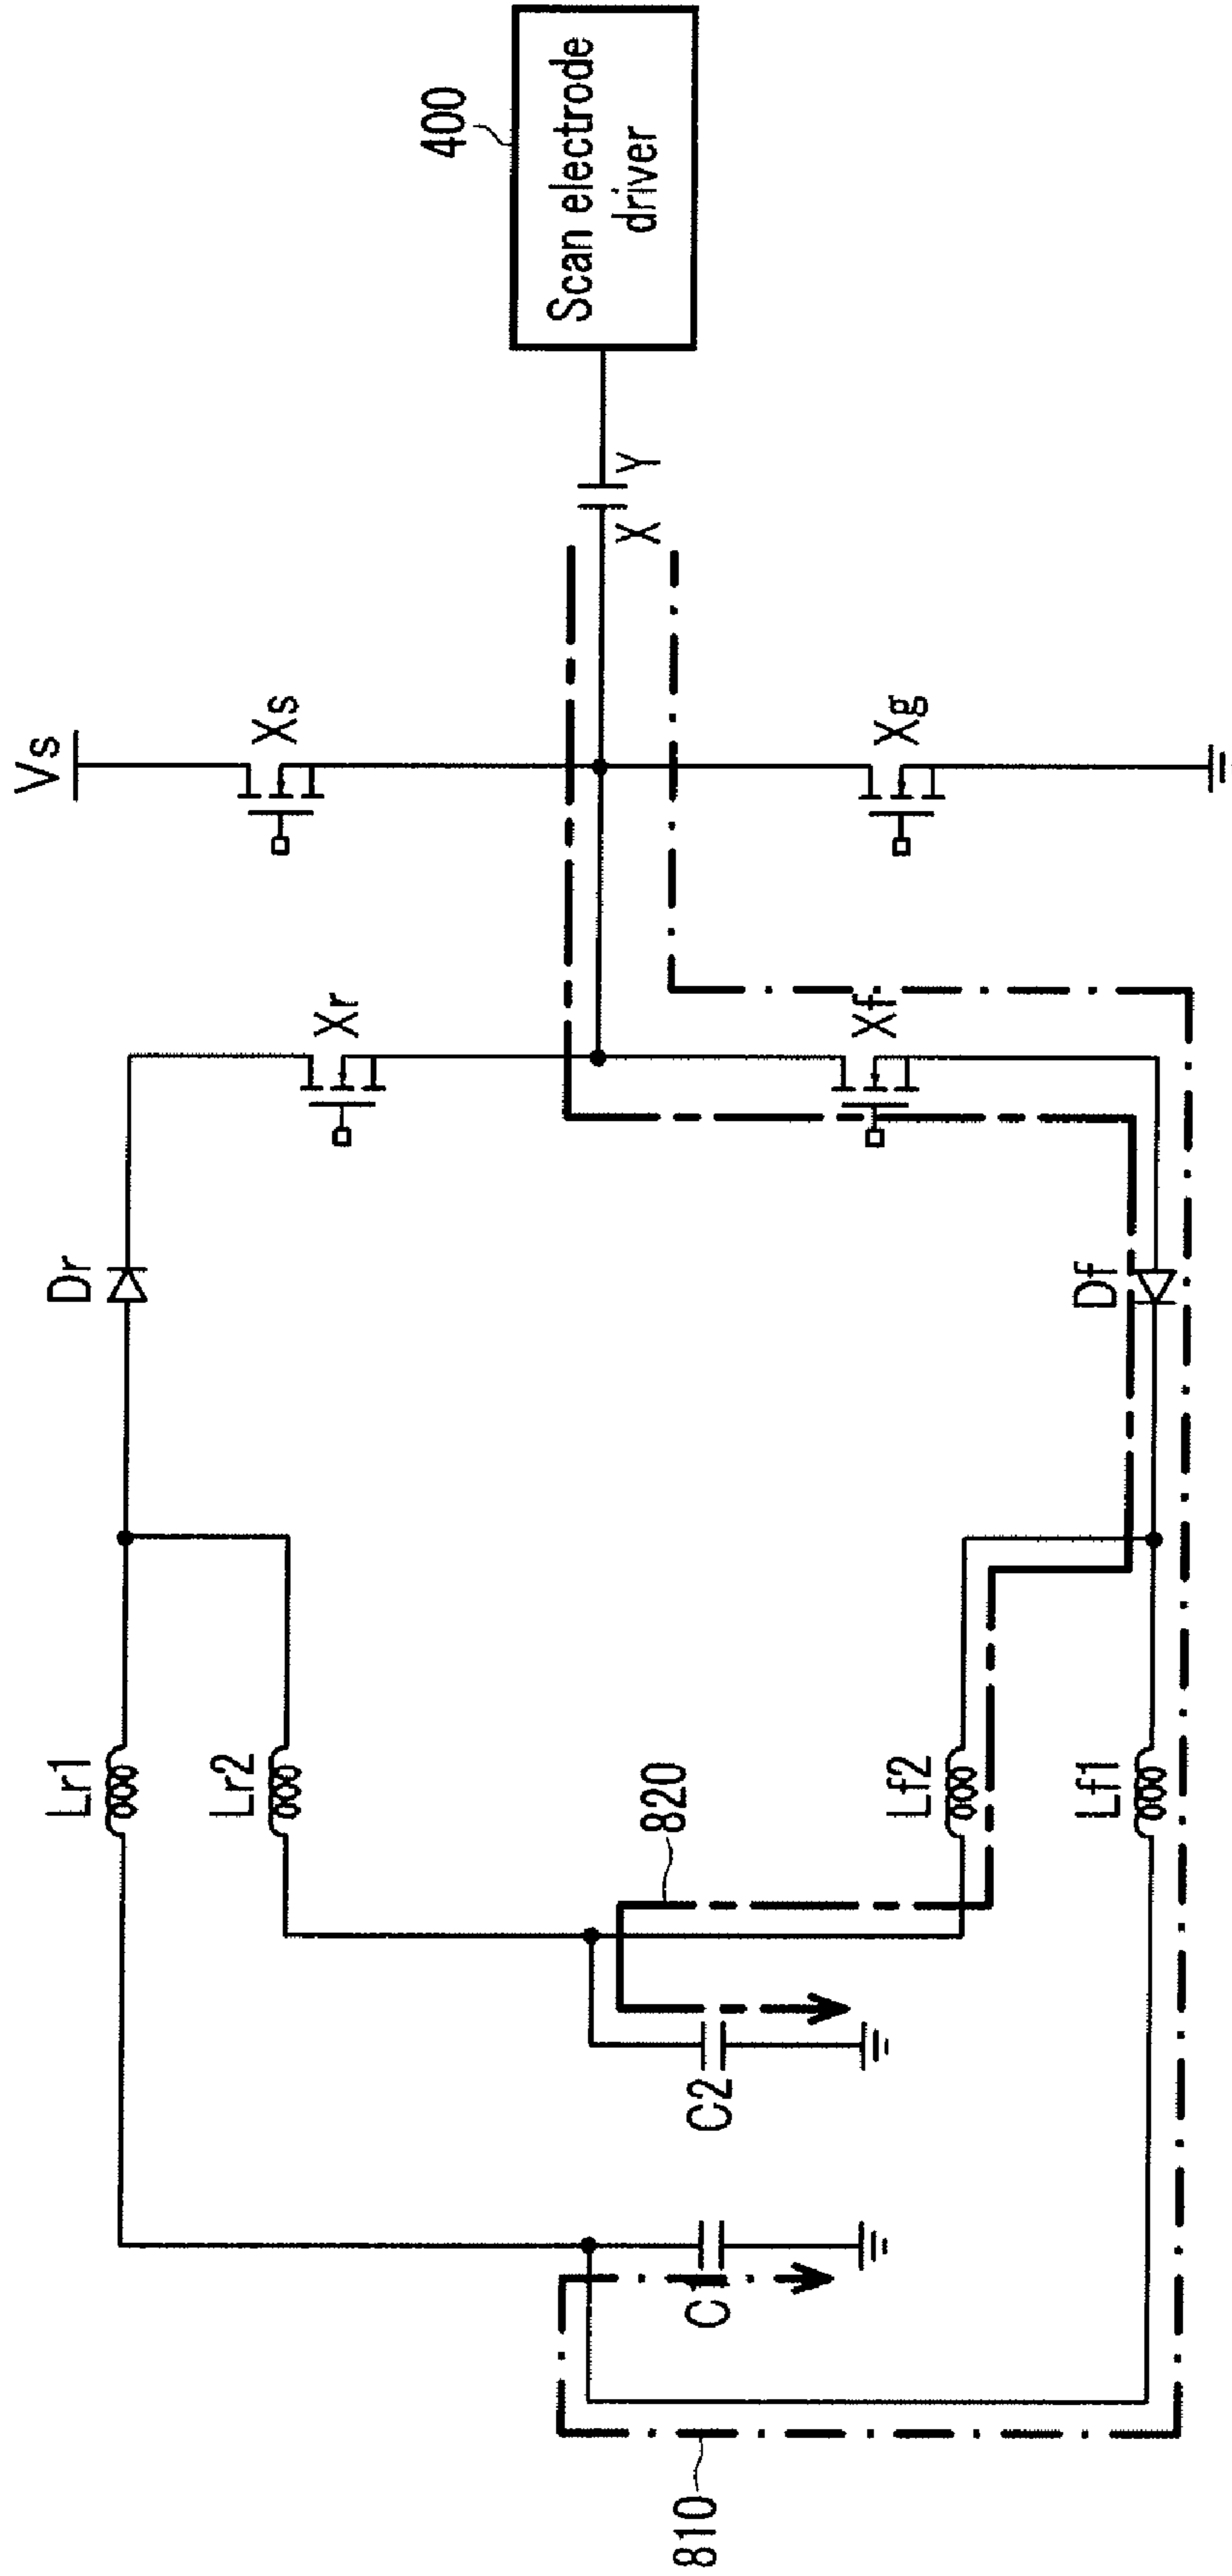 400
Scan electrode
driver
Vs
Xs
X
Y
Xg
Xr
Xf
Dr
Df
Lr1
Lr2
Lf2
Lf1
820
C2
C1
810